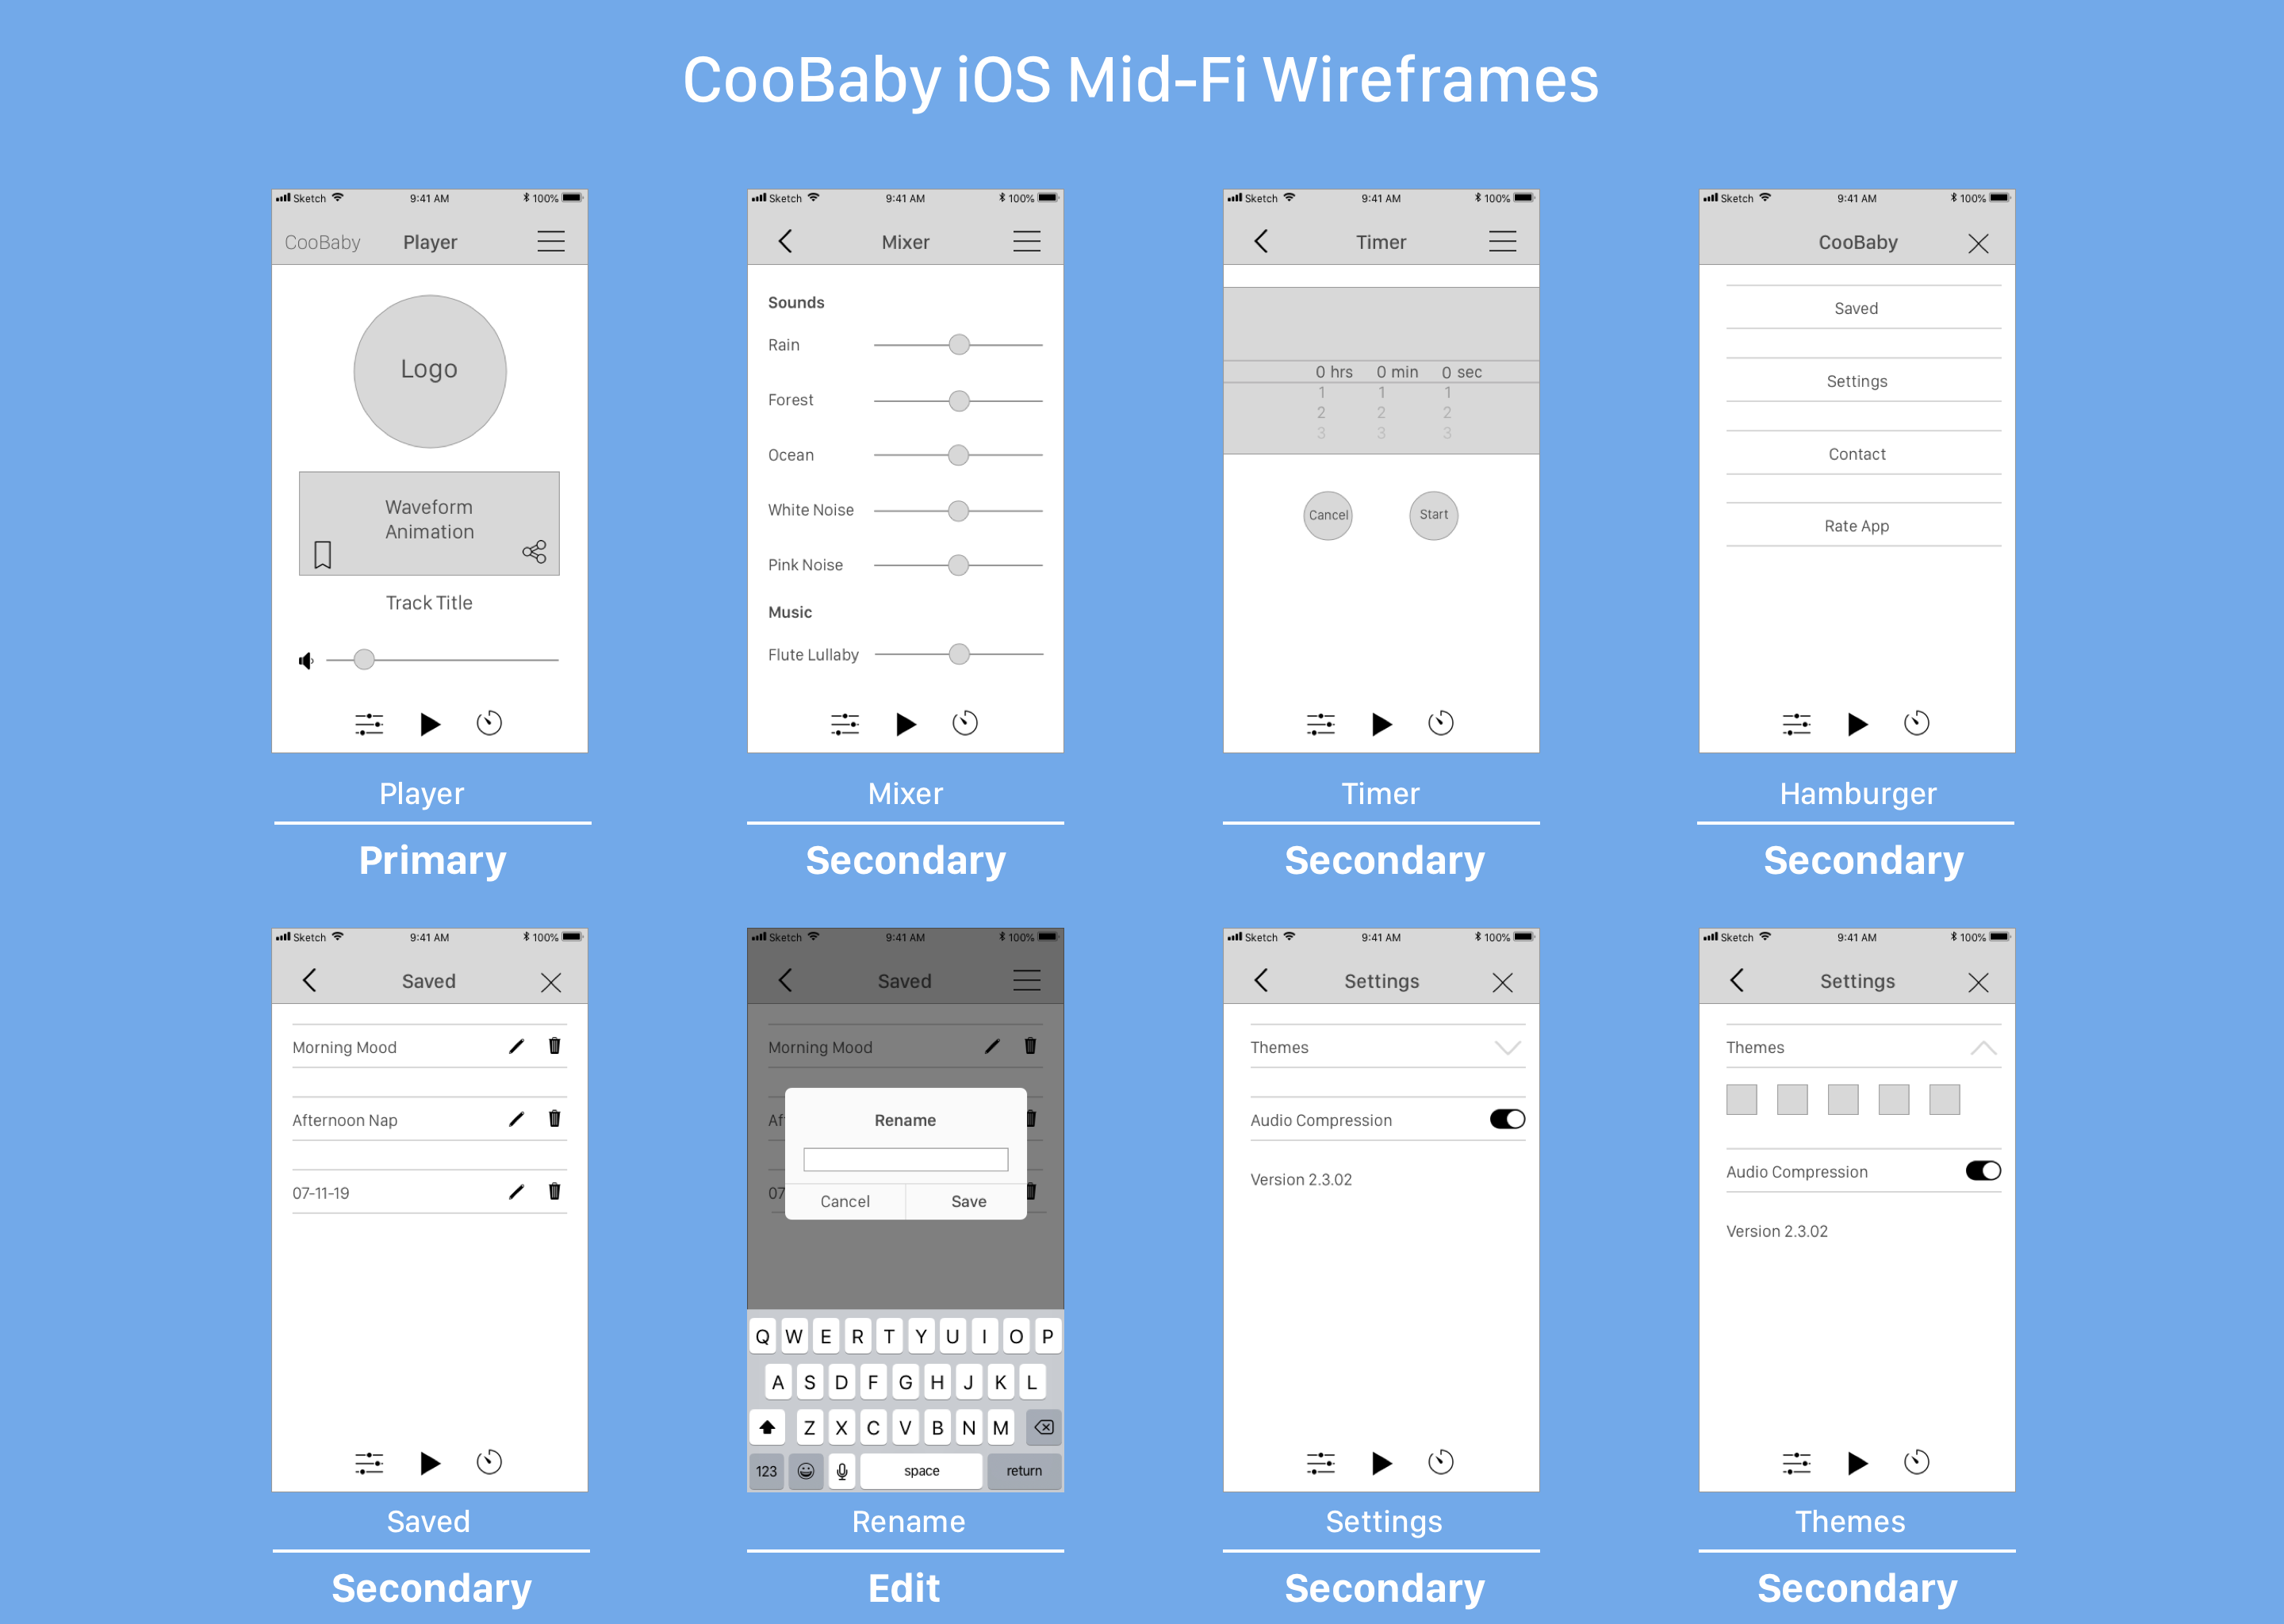 CooBaby iOS Mid-Fi Wireframes
Sketch 9:41 AM 100%
CooBaby Player
Logo
Waveform
Animation
Track Title
Player
Primary
Sketch 9:41 AM 100%
Mixer
Sounds
Rain
Forest
Ocean
White Noise
Pink Noise
Music
Flute Lullaby
Mixer
Secondary
Sketch 9:41 AM 100%
Timer
0 hrs 0 min 0 sec
1 1 1
2 2 2
3 3 3
Cancel Start
Timer
Secondary
Sketch 9:41 AM 100%
CooBaby
Saved
Settings
Contact
Rate App
Hamburger
Secondary
Sketch 9:41 AM 100%
Saved
Morning Mood
Afternoon Nap
07-11-19
Saved
Secondary
Sketch 9:41 AM 100%
Saved
Morning Mood
Af
Rename
07
Cancel Save
Q W E R T Y U I O P
A S D F G H J K L
Z X C V B N M
123 space return
Rename
Edit
Sketch 9:41 AM 100%
Settings
Themes
Audio Compression
Version 2.3.02
Settings
Secondary
Sketch 9:41 AM 100%
Settings
Themes
Audio Compression
Version 2.3.02
Themes
Secondary